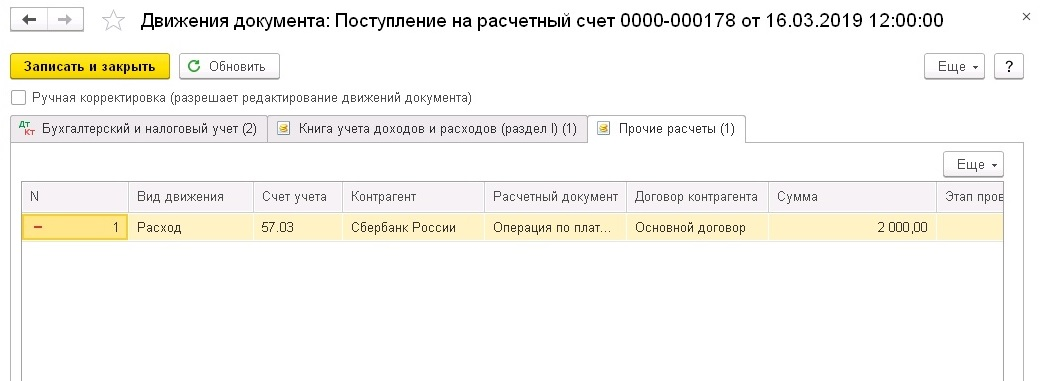 Движения документа: Поступление на расчетный счет 0000-000178 от 16.03.2019 12:00:00
Записать и закрыть Обновить Еще ?
Ручная корректировка (разрешает редактирование движений документа)
Дт Кт Бухгалтерский и налоговый учет (2) Книга учета доходов и расходов (раздел I) (1) Прочие расчеты (1)
Еще
N Вид движения Счет учета Контрагент Расчетный документ Договор контрагента Сумма Этап пров
1 Расход 57.03 Сбербанк России Операция по плат... Основной договор 2 000,00